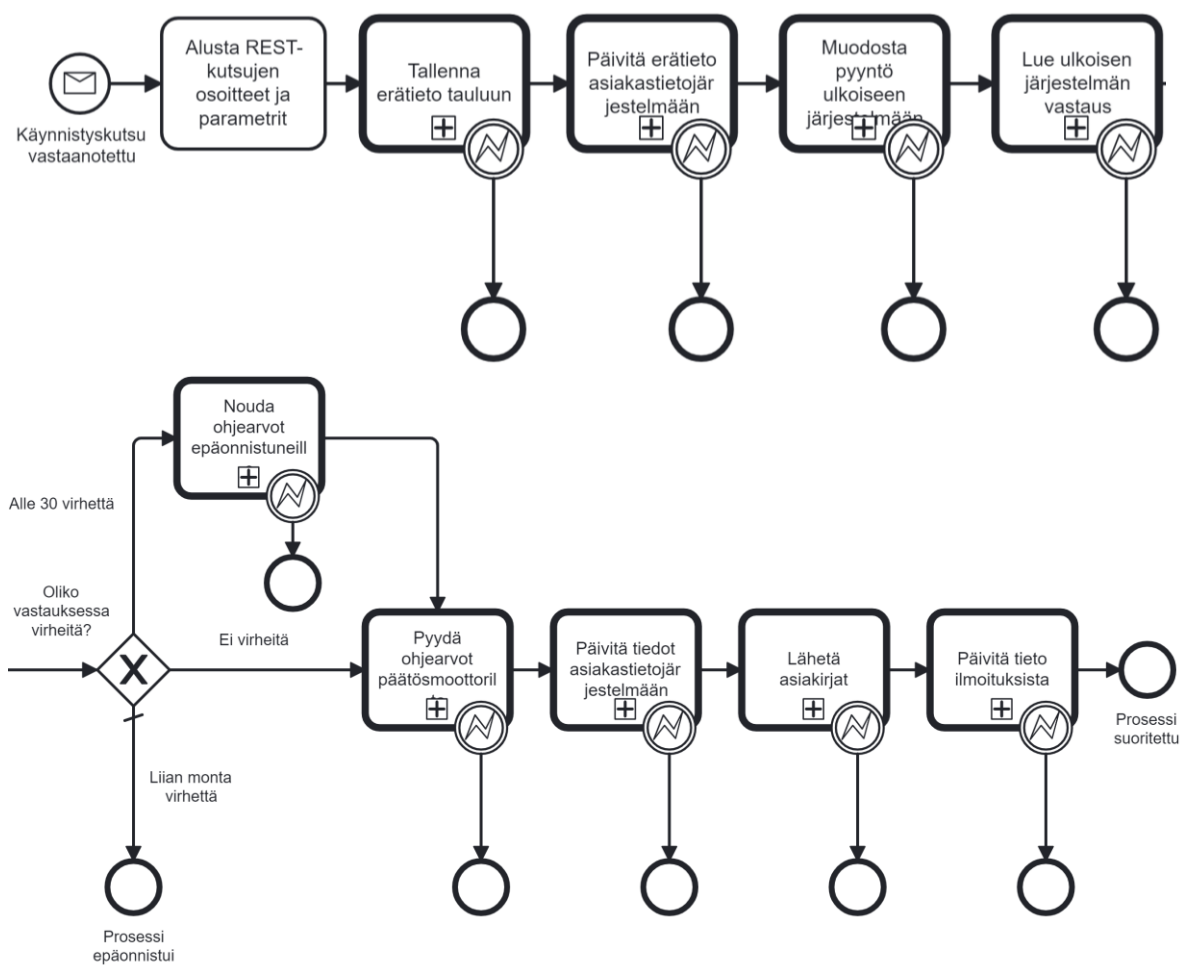 Käynnistyskutsu
vastaanotettu
Alusta REST-
kutsujen
osoitteet ja
parametrit
Tallenna
erätieto tauluun
Päivitä erätieto
asiakastietojär
jestelmään
Muodosta
pyyntö
ulkoiseen
järjestelmään
Lue ulkoisen
järjestelmän
vastaus
Nouda
ohjearvot
epäonnistuneill
Alle 30 virhettä
Oliko
vastauksessa
virheitä?
X
Ei virheitä
Liian monta
virhettä
Prosessi
epäonnistui
Pyydä
ohjearvot
päätösmoottoril
Päivitä tiedot
asiakastietojär
jestelmään
Lähetä
asiakirjat
Päivitä tieto
ilmoituksista
Prosessi
suoritettu